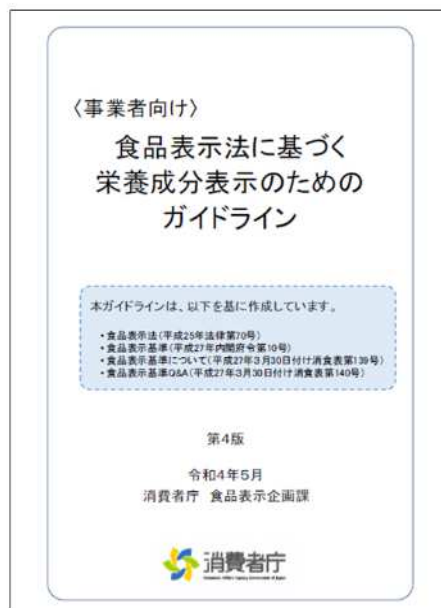 〈事業者向け〉
食品表示法に基づく
栄養成分表示のための
ガイドライン
本ガイドラインは、以下を基に作成しています。
・食品表示法(平成25年法律第70号)
・食品表示基準(平成27年内閣府令第10号)
・食品表示基準について(平成27年3月30日付け消食表第139号)
・食品表示基準Q&A(平成27年3月30日付け消食表第140号)
第4版
令和4年5月
消費者庁 食品表示企画課
消費者庁